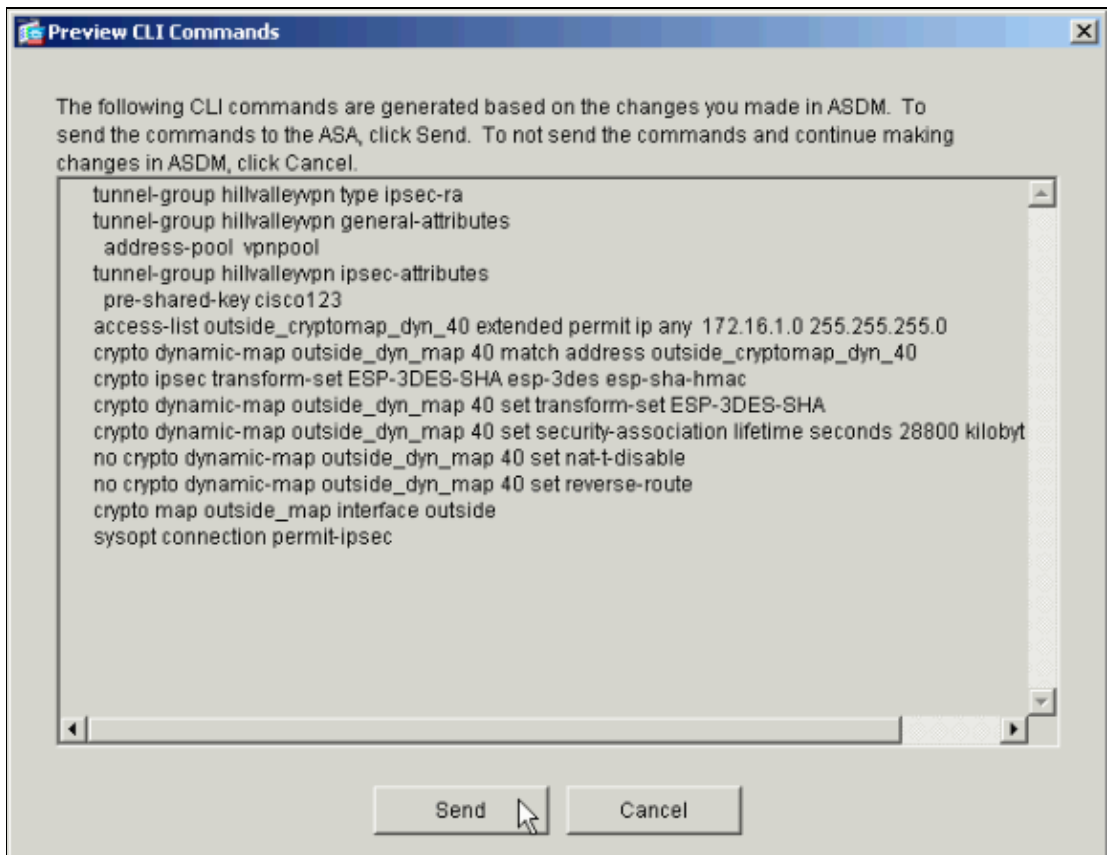 Preview CLI Commands
The following CLI commands are generated based on the changes you made in ASDM. To
send the commands to the ASA, click Send. To not send the commands and continue making
changes in ASDM, click Cancel.
tunnel-group hillvalleyvpn type ipsec-ra
tunnel-group hillvalleyvpn general-attributes
address-pool vpnpool
tunnel-group hillvalleyvpn ipsec-attributes
pre-shared-key cisco123
access-list outside_cryptomap_dyn_40 extended permit ip any 172.16.1.0 255.255.255.0
crypto dynamic-map outside_dyn_map 40 match address outside_cryptomap_dyn_40
crypto ipsec transform-set ESP-3DES-SHA esp-3des esp-sha-hmac
crypto dynamic-map outside_dyn_map 40 set transform-set ESP-3DES-SHA
crypto dynamic-map outside_dyn_map 40 set security-association lifetime seconds 28800 kilobyt
no crypto dynamic-map outside_dyn_map 40 set nat-t-disable
no crypto dynamic-map outside_dyn_map 40 set reverse-route
crypto map outside_map interface outside
sysopt connection permit-ipsec
Send Cancel